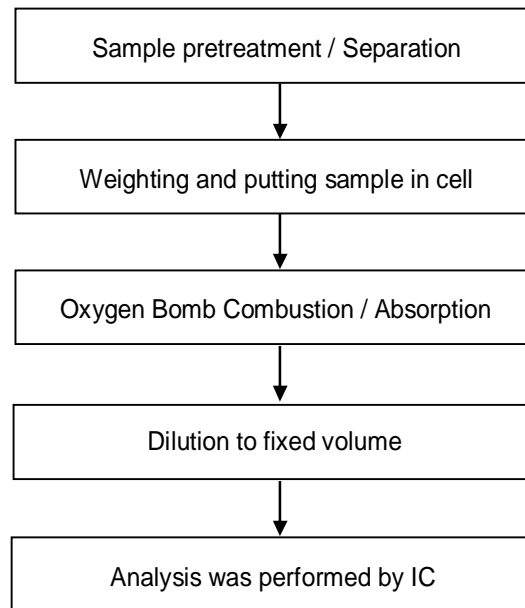 Sample pretreatment / Separation
Weighting and putting sample in cell
Oxygen Bomb Combustion / Absorption
Dilution to fixed volume
Analysis was performed by IC